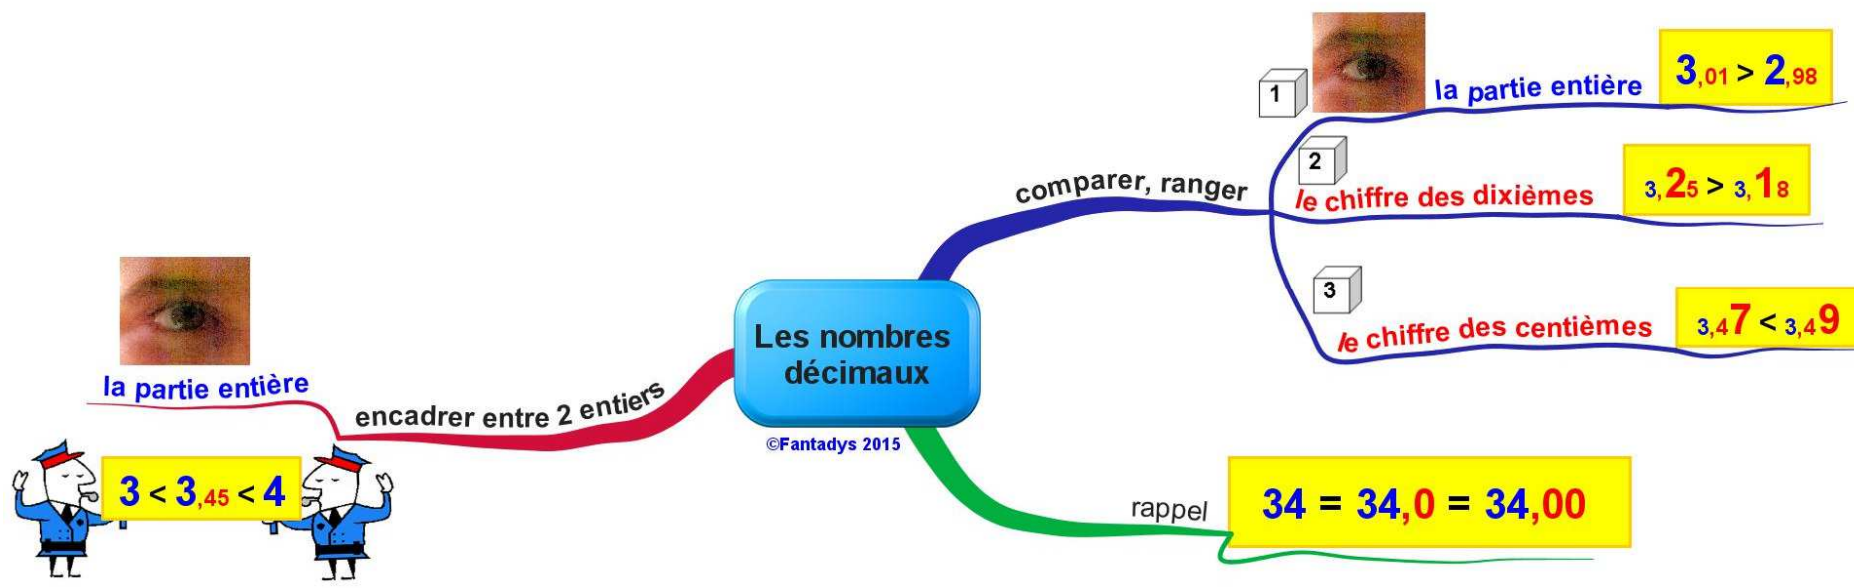 Les nombres
décimaux
©Fantadys 2015
comparer, ranger
1
la partie entière
3,01 > 2,98
2
le chiffre des dixièmes
3,25 > 3,18
3
le chiffre des centièmes
3,47 < 3,49
rappel
34 = 34,0 = 34,00
encadrer entre 2 entiers
la partie entière
3 < 3,45 < 4